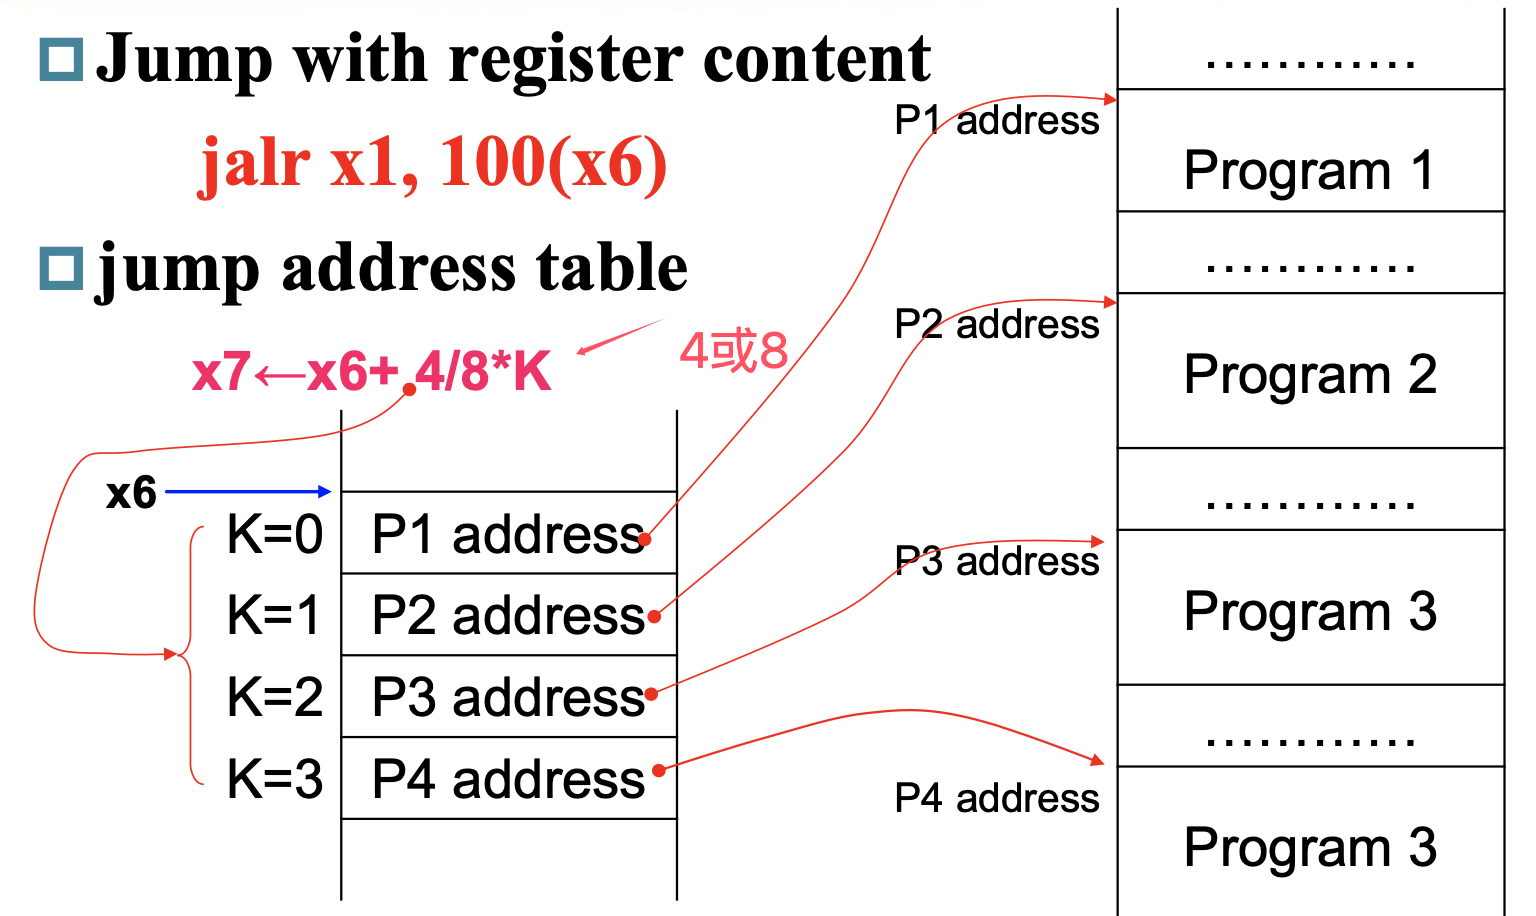 Jump with register content
jalr x1, 100(x6)
jump address table
x7←x6+ 4/8*K
4或8
x6
K=0 P1 address
K=1 P2 address
K=2 P3 address
K=3 P4 address
............
P1 address
Program 1
............
P2 address
Program 2
............
P3 address
Program 3
............
P4 address
Program 3